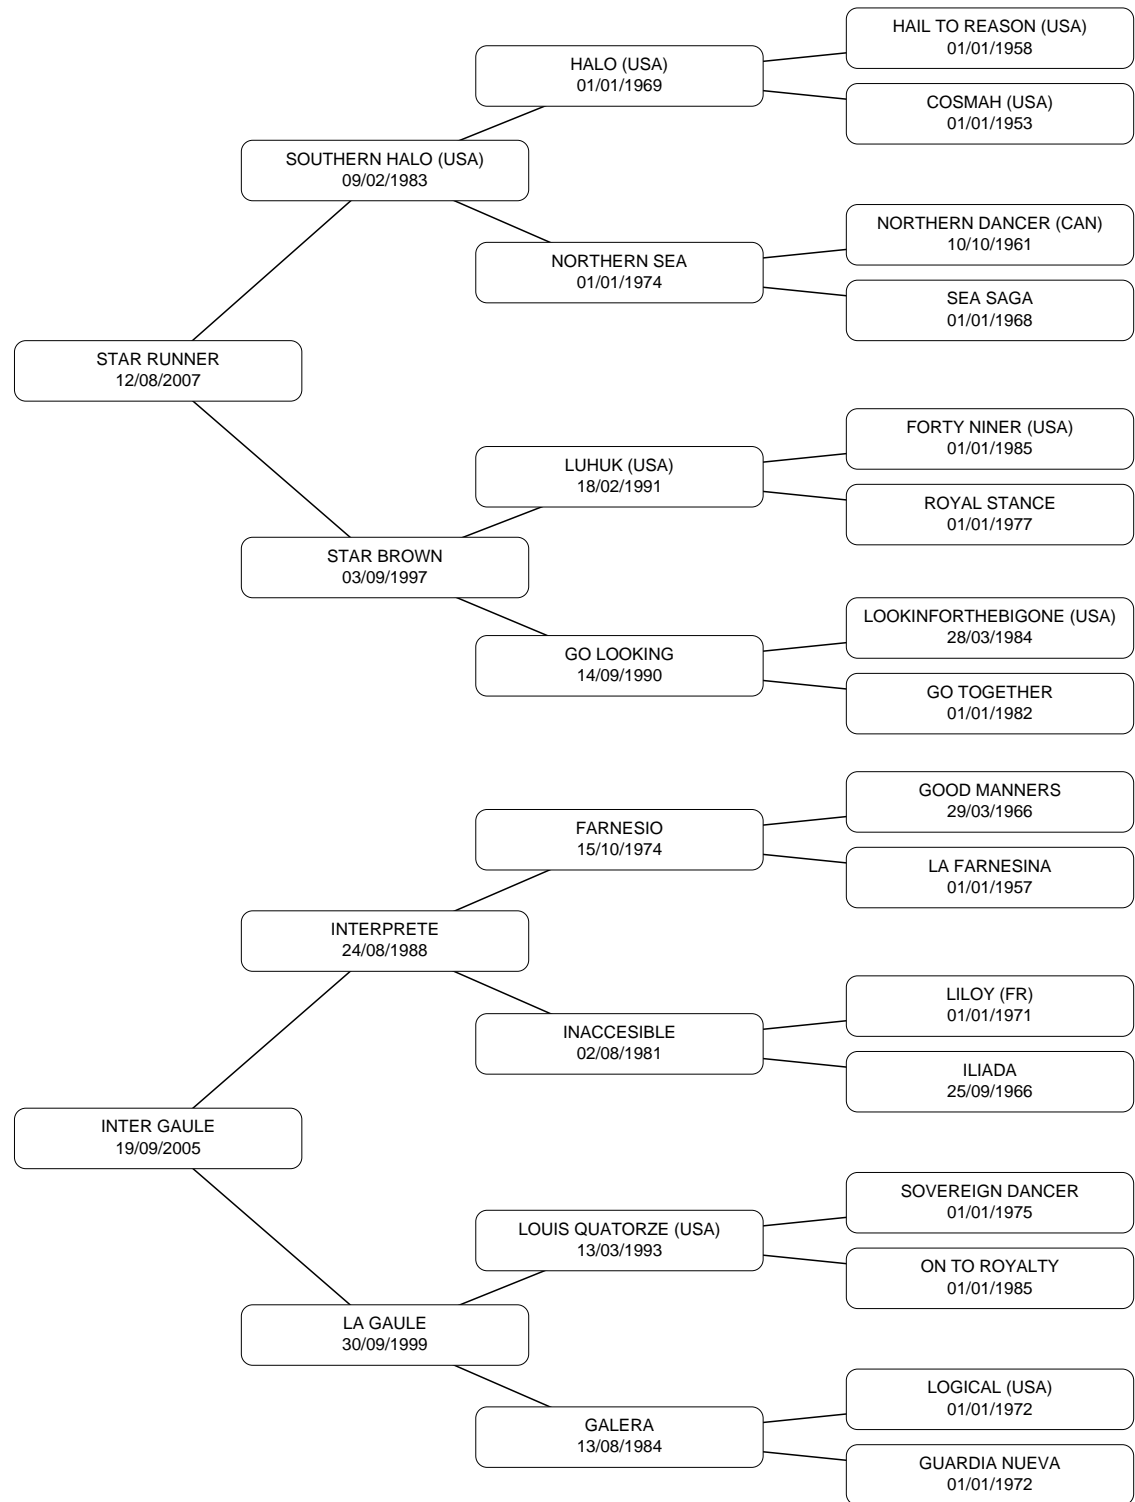 HAIL TO REASON (USA)
01/01/1958
HALO (USA)
01/01/1969
COSMAH (USA)
01/01/1953
SOUTHERN HALO (USA)
09/02/1983
NORTHERN DANCER (CAN)
10/10/1961
NORTHERN SEA
01/01/1974
SEA SAGA
01/01/1968
STAR RUNNER
12/08/2007
FORTY NINER (USA)
01/01/1985
LUHUK (USA)
18/02/1991
ROYAL STANCE
01/01/1977
STAR BROWN
03/09/1997
LOOKINFORTHEBIGONE (USA)
28/03/1984
GO LOOKING
14/09/1990
GO TOGETHER
01/01/1982
GOOD MANNERS
29/03/1966
FARNESIO
15/10/1974
LA FARNESINA
01/01/1957
INTERPRETE
24/08/1988
LILOY (FR)
01/01/1971
INACCESIBLE
02/08/1981
ILIADA
25/09/1966
INTER GAULE
19/09/2005
SOVEREIGN DANCER
01/01/1975
LOUIS QUATORZE (USA)
13/03/1993
ON TO ROYALTY
01/01/1985
LA GAULE
30/09/1999
LOGICAL (USA)
01/01/1972
GALERA
13/08/1984
GUARDIA NUEVA
01/01/1972